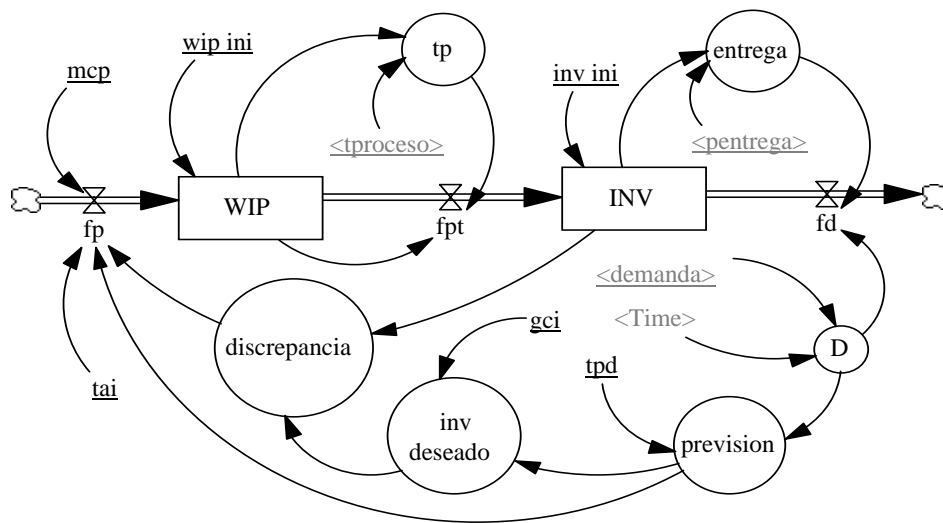 wip ini
tp
entrega
mcp
inv ini
<tproceso>
<pentrega>
WIP
INV
fp
fpt
fd
<demanda>
<Time>
gci
discrepancia
D
tai
tpd
inv
deseado
prevision